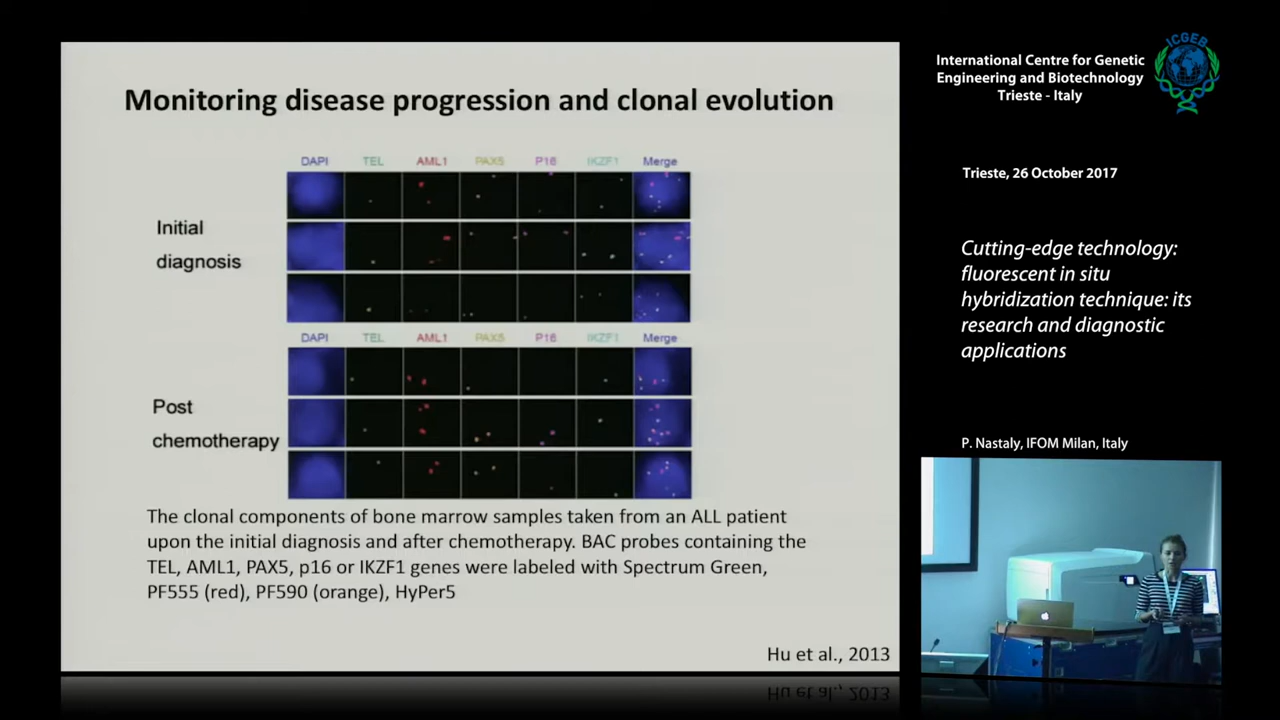 Monitoring disease progression and clonal evolution
DAPI TEL AML1 PAX5 P16 IKZF1 Merge
Initial
diagnosis
DAPI TEL AML1 PAX5 P16 IKZF1 Merge
Post
chemotherapy
The clonal components of bone marrow samples taken from an ALL patient
upon the initial diagnosis and after chemotherapy. BAC probes containing the
TEL, AML1, PAX5, p16 or IKZF1 genes were labeled with Spectrum Green,
PF555 (red), PF590 (orange), HyPer5
Hu et al., 2013
International Centre for Genetic
Engineering and Biotechnology
Trieste - Italy
ICGEB
Trieste, 26 October 2017
Cutting-edge technology:
fluorescent in situ
hybridization technique: its
research and diagnostic
applications
P. Nastaly, IFOM Milan, Italy